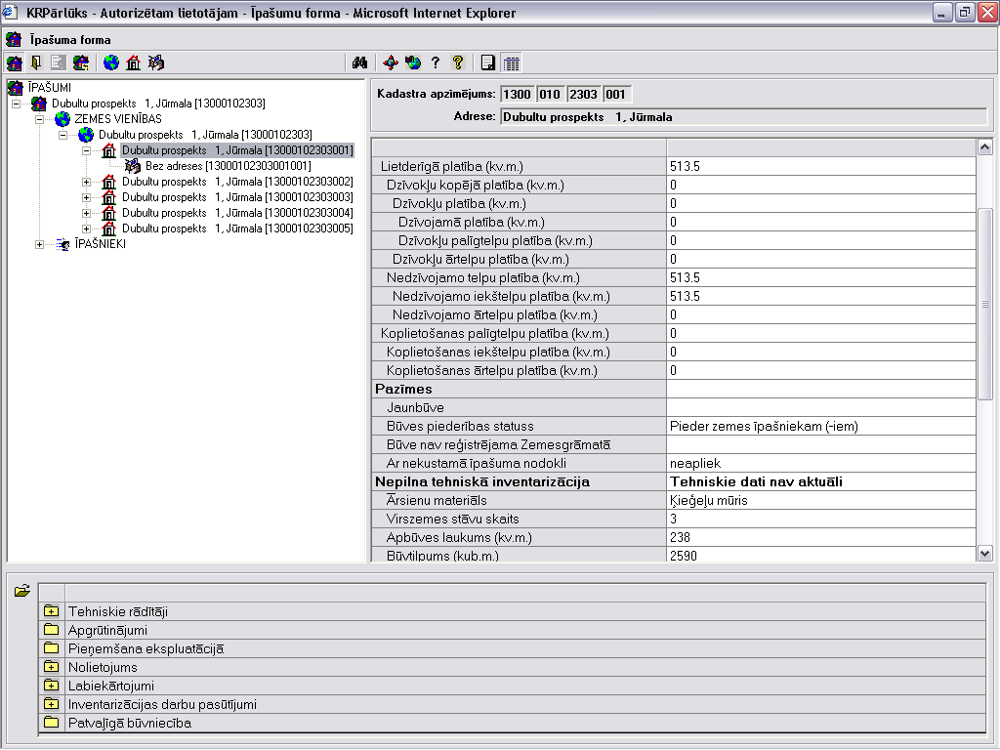 KRPārlūks - Autorizētam lietotājam - Īpašumu forma - Microsoft Internet Explorer
Īpašuma forma
ĪPAŠUMI
Dubultu prospekts 1, Jūrmala [13000102303]
ZEMES VIENĪBAS
Dubultu prospekts 1, Jūrmala [13000102303]
Dubultu prospekts 1, Jūrmala [13000102303001]
Bez adreses [13000102303001001]
Dubultu prospekts 1, Jūrmala [13000102303002]
Dubultu prospekts 1, Jūrmala [13000102303003]
Dubultu prospekts 1, Jūrmala [13000102303004]
Dubultu prospekts 1, Jūrmala [13000102303005]
ĪPAŠNIEKI
Kadastra apzīmējums: 1300 010 2303 001
Adrese: Dubultu prospekts 1, Jūrmala
Lietderīgā platība (kv.m.) 513.5
Dzīvokļu kopējā platība (kv.m.) 0
Dzīvokļu platība (kv.m.) 0
Dzīvojamā platība (kv.m.) 0
Dzīvokļu palīgtelpu platība (kv.m.) 0
Dzīvokļu ārtelpu platība (kv.m.) 0
Nedzīvojamo telpu platība (kv.m.) 513.5
Nedzīvojamo iekštelpu platība (kv.m.) 513.5
Nedzīvojamo ārtelpu platība (kv.m.) 0
Koplietošanas palīgtelpu platība (kv.m.) 0
Koplietošanas iekštelpu platība (kv.m.) 0
Koplietošanas ārtelpu platība (kv.m.) 0
Pazīmes
Jaunbūve
Būves piederības statuss Pieder zemes īpašniekam (-iem)
Būve nav reģistrējama Zemesgrāmatā
Ar nekustamā īpašuma nodokli neapliek
Nepilna tehniskā inventarizācija Tehniskie dati nav aktuāli
Ārsienu materiāls Ķieģeļu mūris
Virszemes stāvu skaits 3
Apbūves laukums (kv.m.) 238
Būvtilpums (kub.m.) 2590
Tehniskie rādītāji
Apgrūtinājumi
Pieņemšana ekspluatācijā
Nolietojums
Labiekārtojumi
Inventarizācijas darbu pasūtījumi
Patvaļīgā būvniecība